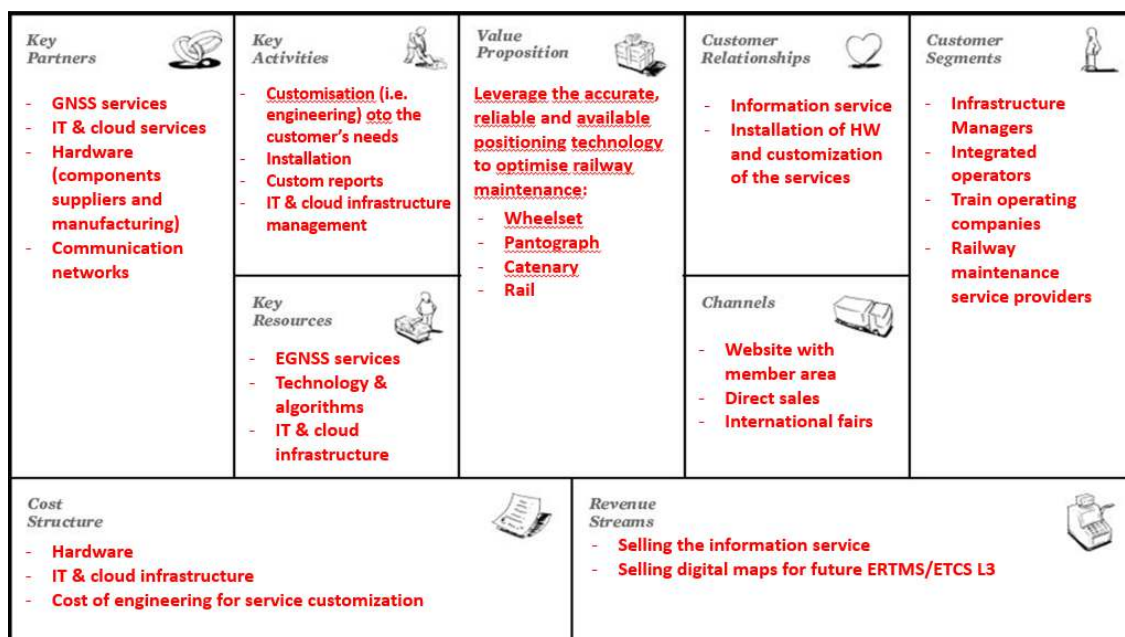 Key
Partners
- GNSS services
- IT & cloud services
- Hardware
(components
suppliers and
manufacturing)
- Communication
networks
Key
Activities
- Customisation (i.e.
engineering) oto the
customer's needs
- Installation
- Custom reports
- IT & cloud infrastructure
management
Key
Resources
- EGNSS services
- Technology &
algorithms
- IT & cloud
infrastructure
Value
Proposition
Leverage the accurate,
reliable and available
positioning technology
to optimise railway
maintenance:
- Wheelset
- Pantograph
- Catenary
- Rail
Customer
Relationships
- Information service
- Installation of HW
and customization
of the services
Channels
- Website with
member area
- Direct sales
- International fairs
Customer
Segments
- Infrastructure
Managers
- Integrated
operators
- Train operating
companies
- Railway
maintenance
service providers
Cost
Structure
- Hardware
- IT & cloud infrastructure
- Cost of engineering for service customization
Revenue
Streams
- Selling the information service
- Selling digital maps for future ERTMS/ETCS L3